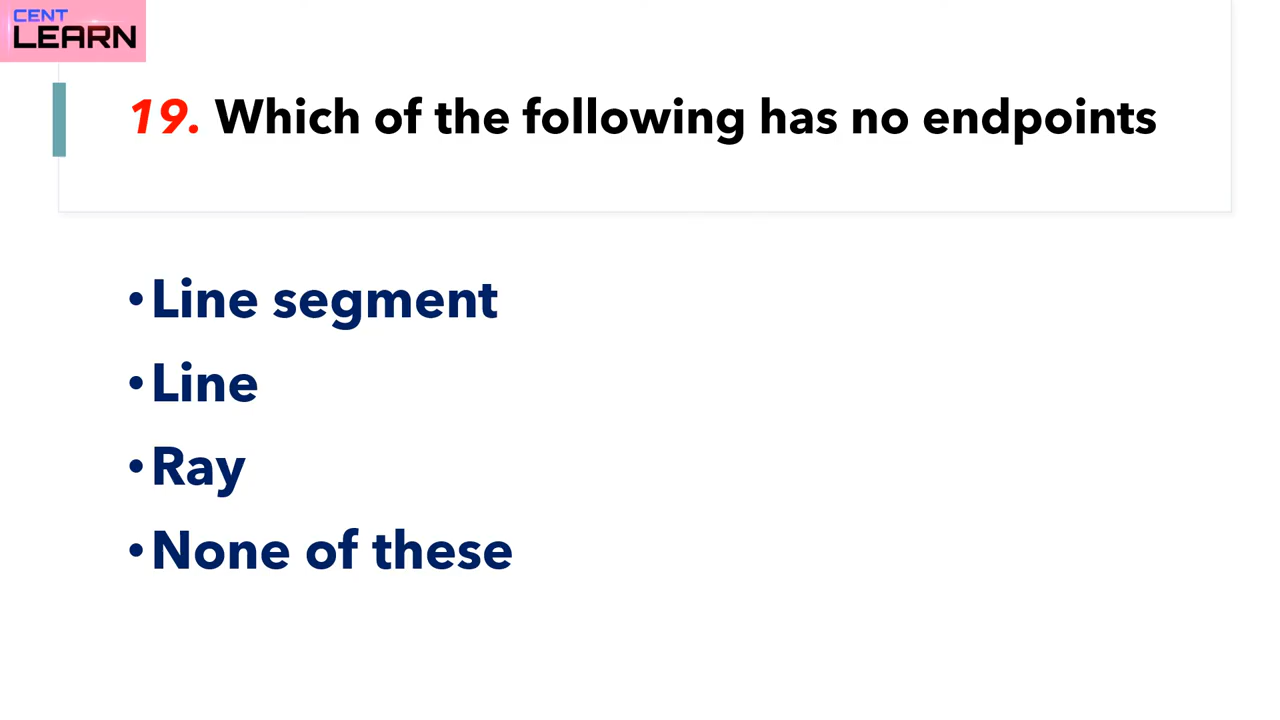 CENT
LEARN
19. Which of the following has no endpoints
•Line segment
•Line
•Ray
•None of these